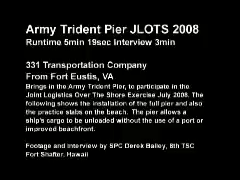 Army Trident Pier JLOTS 2008
Runtime 5min 19sec Interview 3min
331 Transportation Company
From Fort Eustis, VA
Brings in the Army Trident Pier, to participate in the
Joint Logistics Over The Shore Exercise July 2008. The
following shows the installation of the full pier and also
the practice stabs on the beach. The pier allows a
ship's cargo to be unloaded without the use of a port or
improved beachfront.
Footage and Interview by SPC Derek Bailey, 8th TSC
Fort Shafter, Hawaii